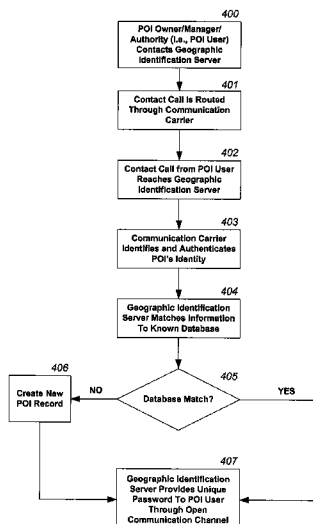 400
POI Owner/Manager/
Authority (i.e., POI User)
Contacts Geographic
Identification Server
401
Contact Call Is Routed
Through Communication
Carrier
402
Contact Call from POI User
Reaches Geographic
Identification Server
403
Communication Carrier
Identifies and Authenticates
POI's Identity
404
Geographic Identification
Server Matches Information
To Known Database
405
Database Match?
NO
YES
406
Create New
POI Record
407
Geographic Identification
Server Provides Unique
Password To POI User
Through Open
Communication Channel